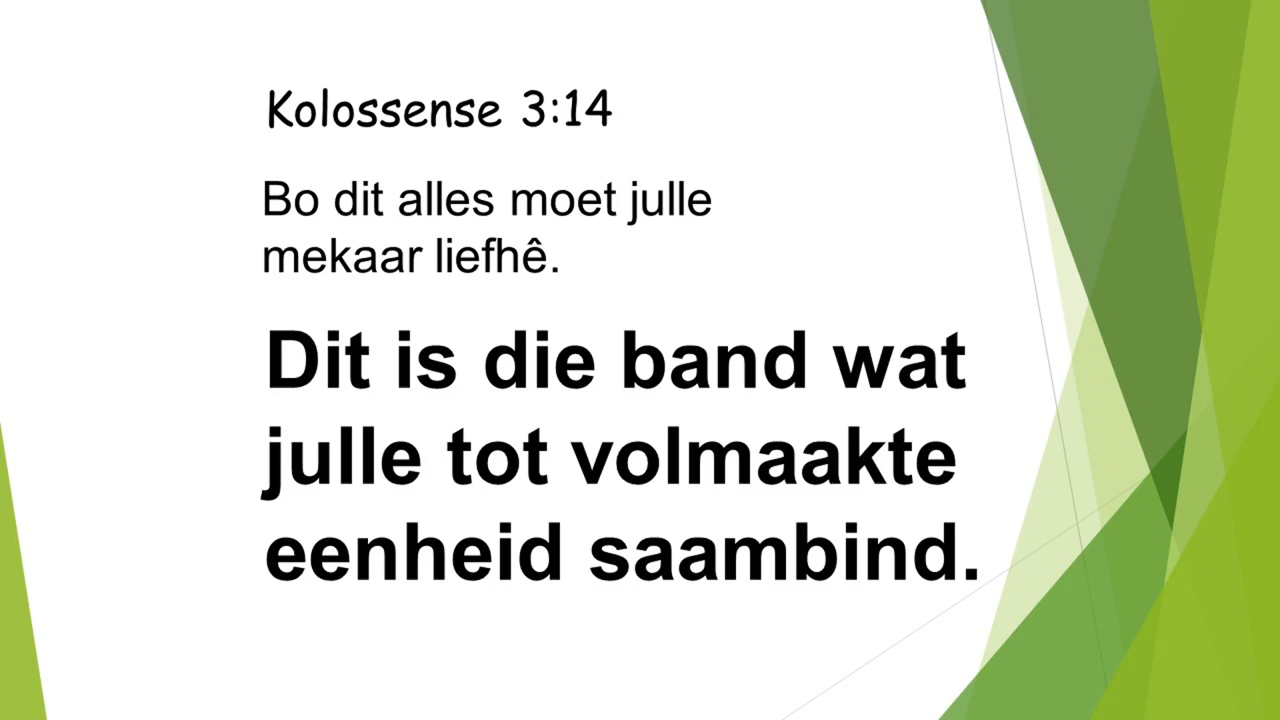 Kolossense 3:14
Bo dit alles moet julle
mekaar liefhê.
Dit is die band wat
julle tot volmaakte
eenheid saambind.